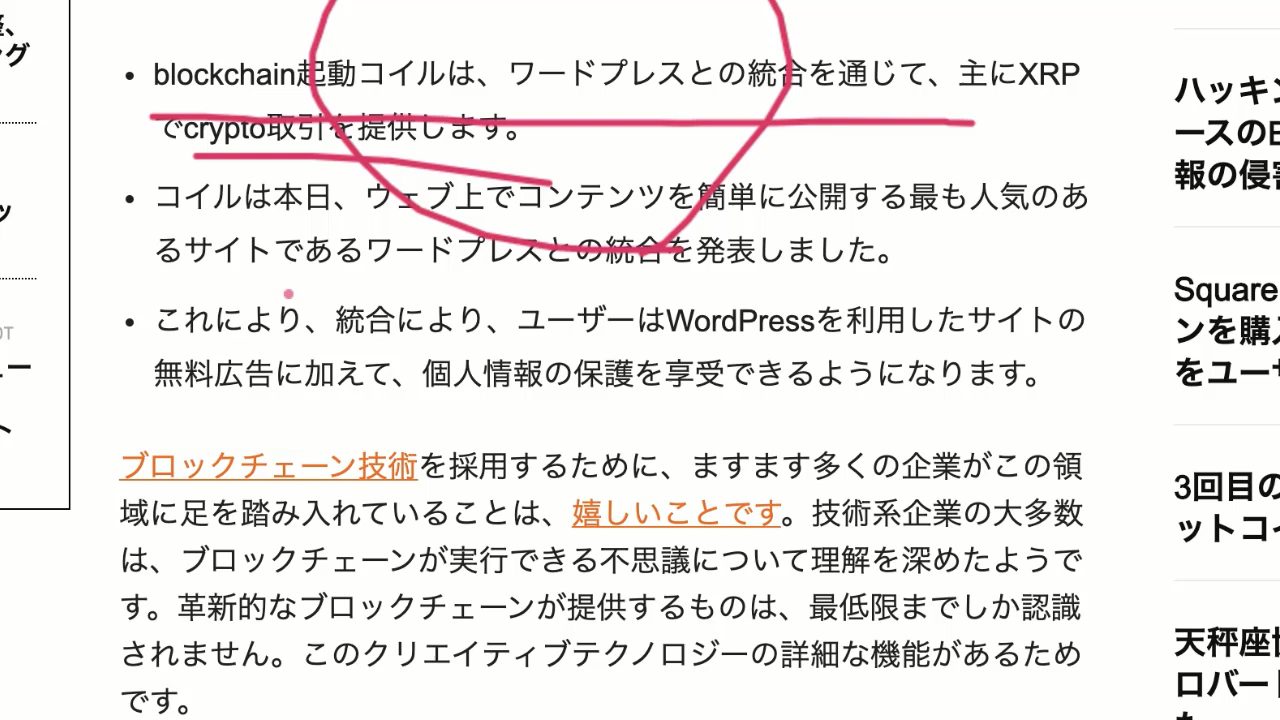 ング
ッ
OT
ュー
ト
blockchain起動コイルは、ワードプレスとの統合を通じて、主にXRP
でcrypto取引を提供します。
コイルは本日、ウェブ上でコンテンツを簡単に公開する最も人気のあ
るサイトであるワードプレスとの統合を発表しました。
これにより、統合により、ユーザーはWordPressを利用したサイトの
無料広告に加えて、個人情報の保護を享受できるようになります。
ブロックチェーン技術を採用するために、ますます多くの企業がこの領
域に足を踏み入れていることは、嬉しいことです。技術系企業の大多数
は、ブロックチェーンが実行できる不思議について理解を深めたようで
す。革新的なブロックチェーンが提供するものは、最低限までしか認識
されません。このクリエイティブテクノロジーの詳細な機能があるため
です。
ハッキン
ースのE
報の侵害
Square
ンを購入
をユーザ
3回目の
ットコイ
天秤座協
ロバート